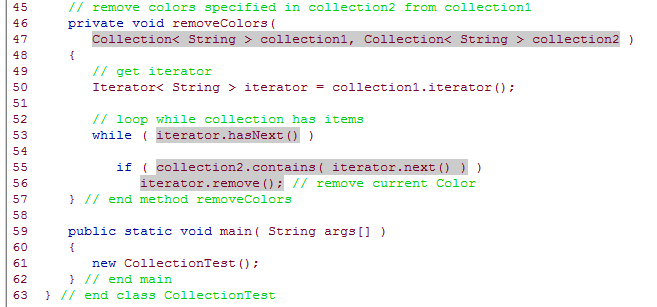 45 // remove colors specified in collection2 from collection1
46 private void removeColors(
47 Collection< String > collection1, Collection< String > collection2 )
48 {
49 // get iterator
50 Iterator< String > iterator = collection1.iterator();
51
52 // loop while collection has items
53 while ( iterator.hasNext() )
54
55 if ( collection2.contains( iterator.next() ) )
56 iterator.remove(); // remove current Color
57 } // end method removeColors
58
59 public static void main( String args[] )
60 {
61 new CollectionTest();
62 } // end main
63 } // end class CollectionTest